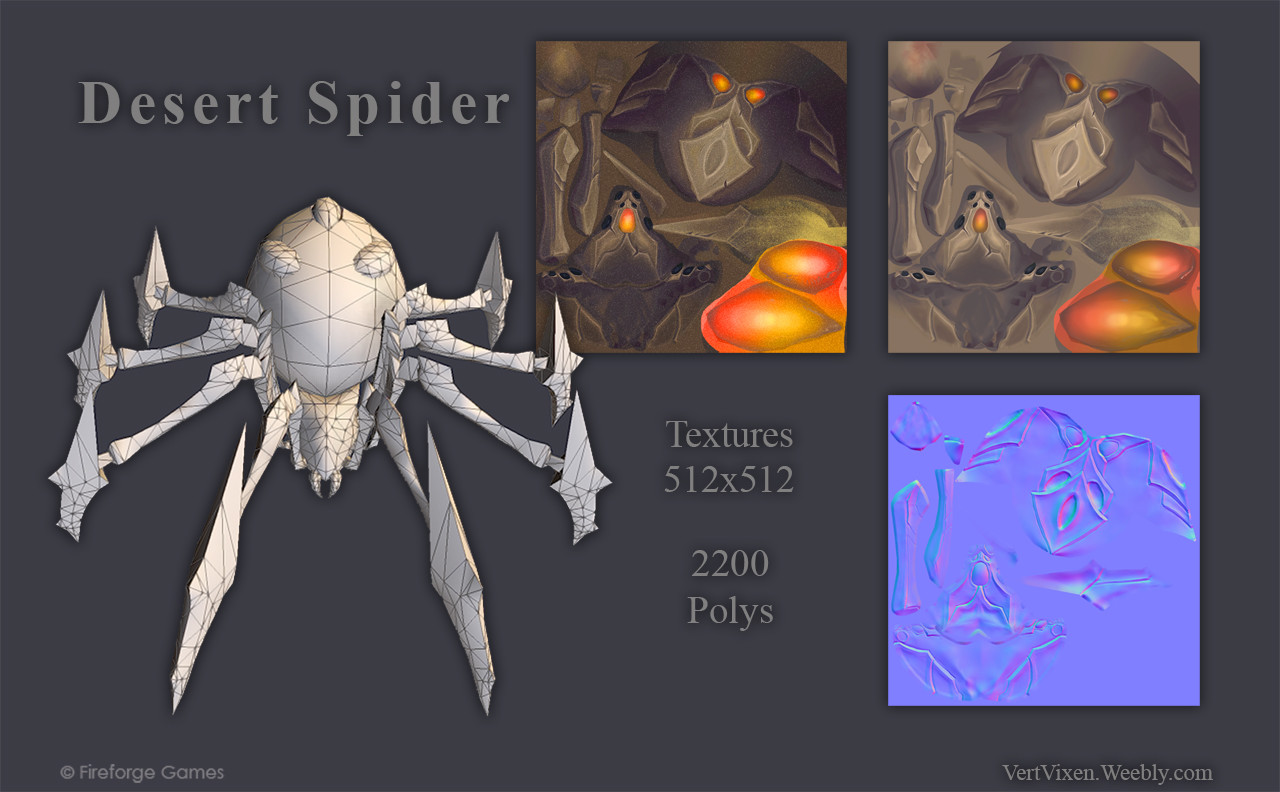 Desert Spider
Textures
512x512
2200
Polys
© Fireforge Games
VertVixen.Weebly.com